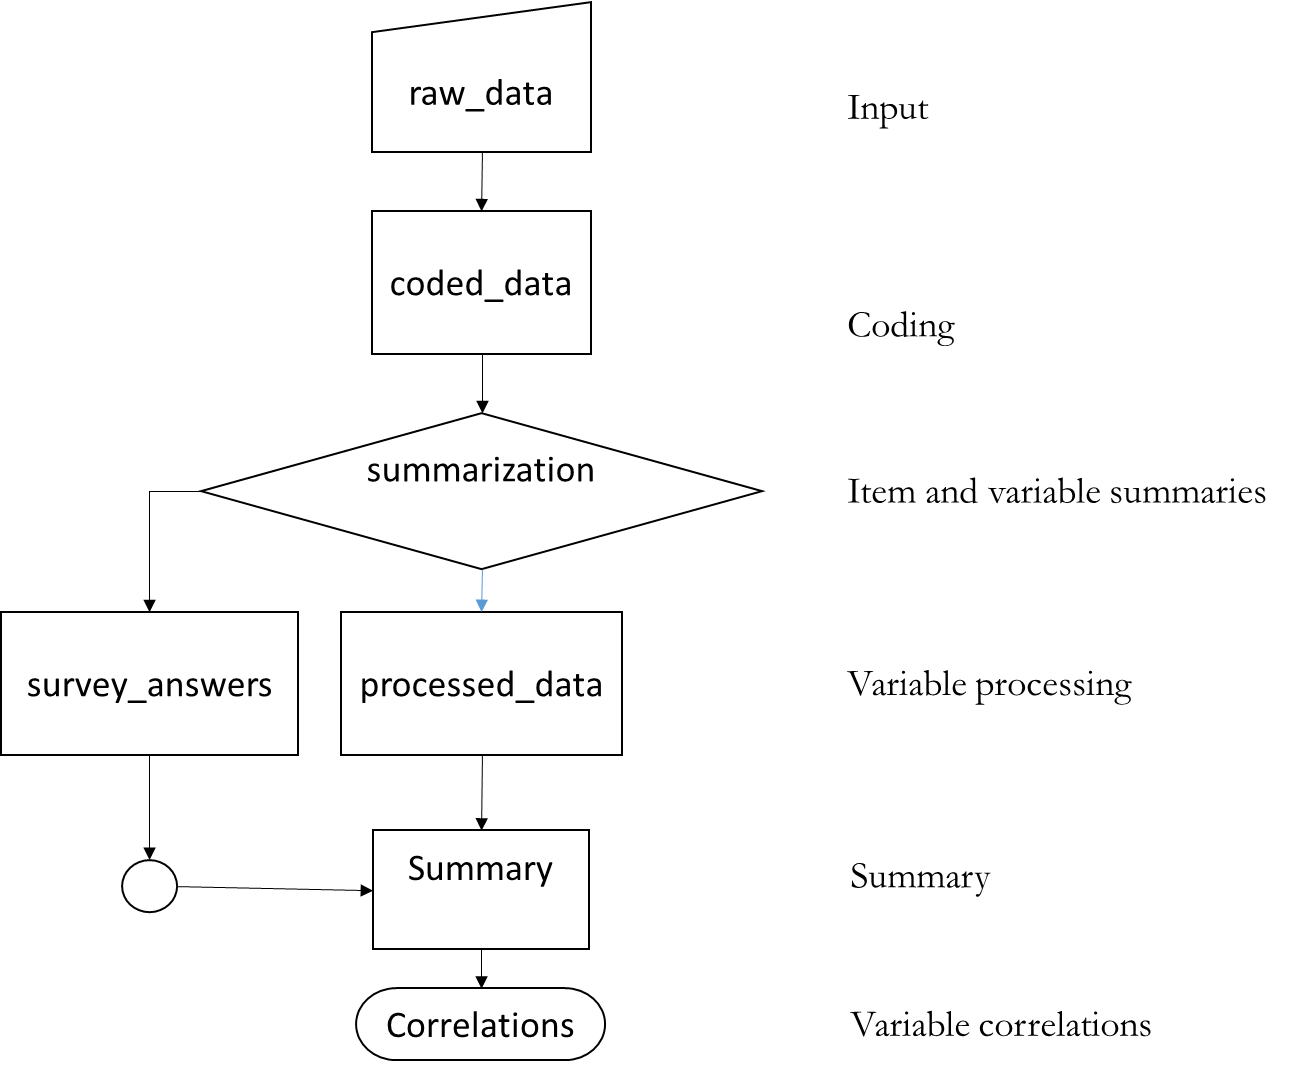 raw_data
Input
coded_data
Coding
summarization
Item and variable summaries
survey_answers
processed_data
Variable processing
Summary
Summary
Correlations
Variable correlations